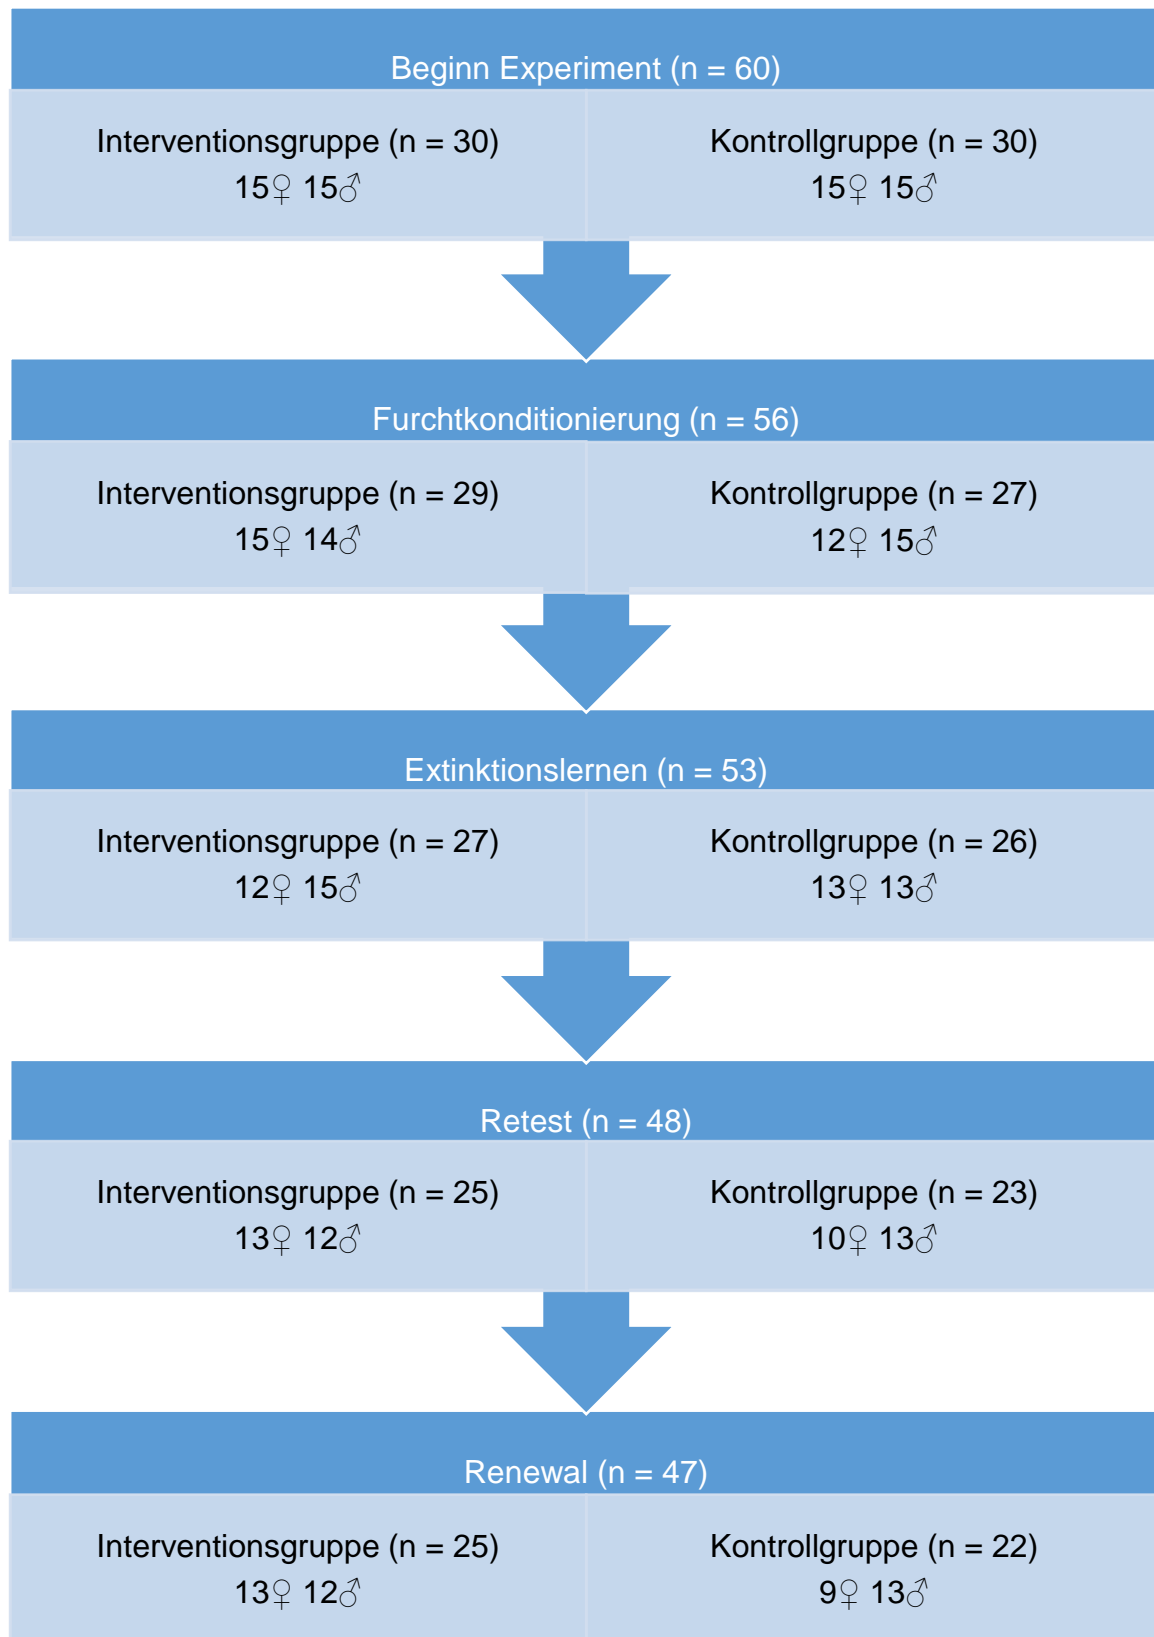 Beginn Experiment (n = 60)
Interventionsgruppe (n = 30)
15♀ 15♂
Kontrollgruppe (n = 30)
15♀ 15♂
Furchtkonditionierung (n = 56)
Interventionsgruppe (n = 29)
15♀ 14♂
Kontrollgruppe (n = 27)
12♀ 15♂
Extinktionslernen (n = 53)
Interventionsgruppe (n = 27)
12♀ 15♂
Kontrollgruppe (n = 26)
13♀ 13♂
Retest (n = 48)
Interventionsgruppe (n = 25)
13♀ 12♂
Kontrollgruppe (n = 23)
10♀ 13♂
Renewal (n = 47)
Interventionsgruppe (n = 25)
13♀ 12♂
Kontrollgruppe (n = 22)
9♀ 13♂